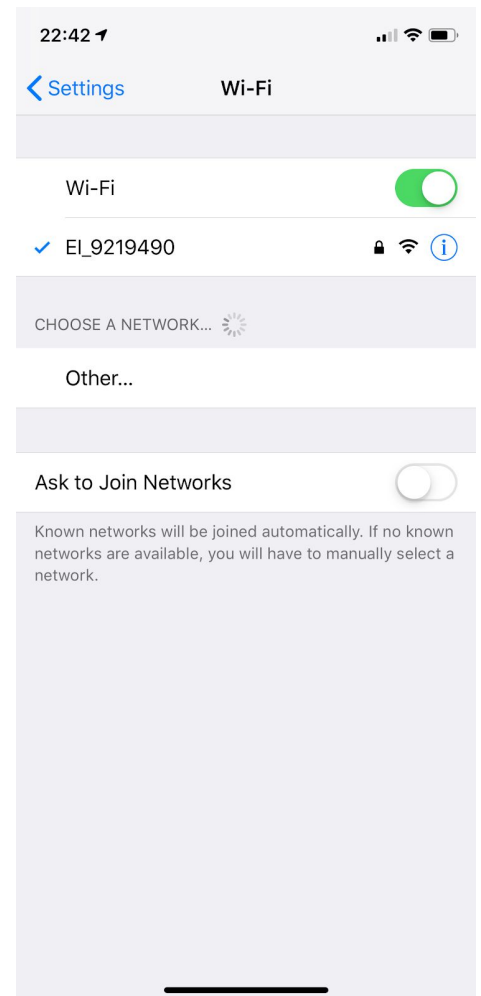 22:42
Settings
Wi-Fi
Wi-Fi
EI_9219490
CHOOSE A NETWORK...
Other...
Ask to Join Networks
Known networks will be joined automatically. If no known
networks are available, you will have to manually select a
network.